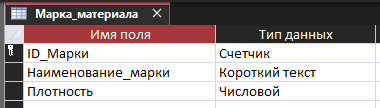 Марка_материала
Имя поля Тип данных
ID_Марки Счетчик
Наименование_марки Короткий текст
Плотность Числовой